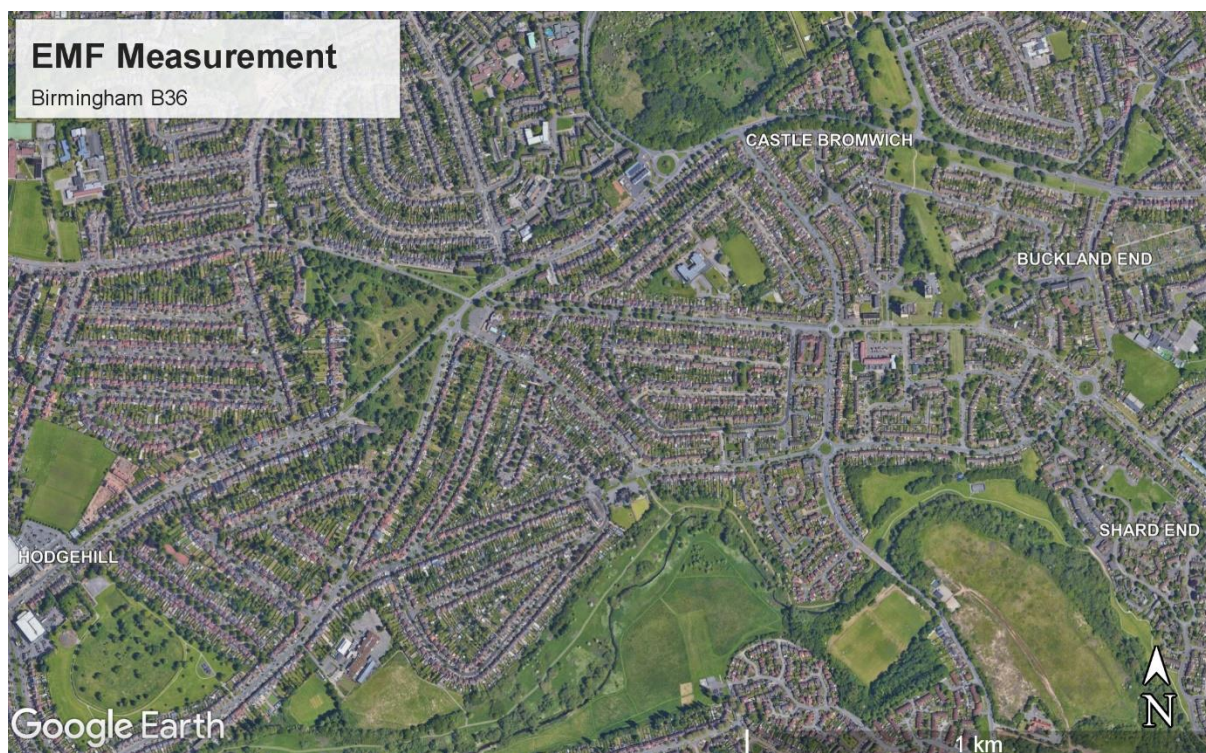 EMF Measurement
Birmingham B36
CASTLE BROMWICH
BUCKLAND END
SHARD END
HODGEHILL
Google Earth
1 km
N